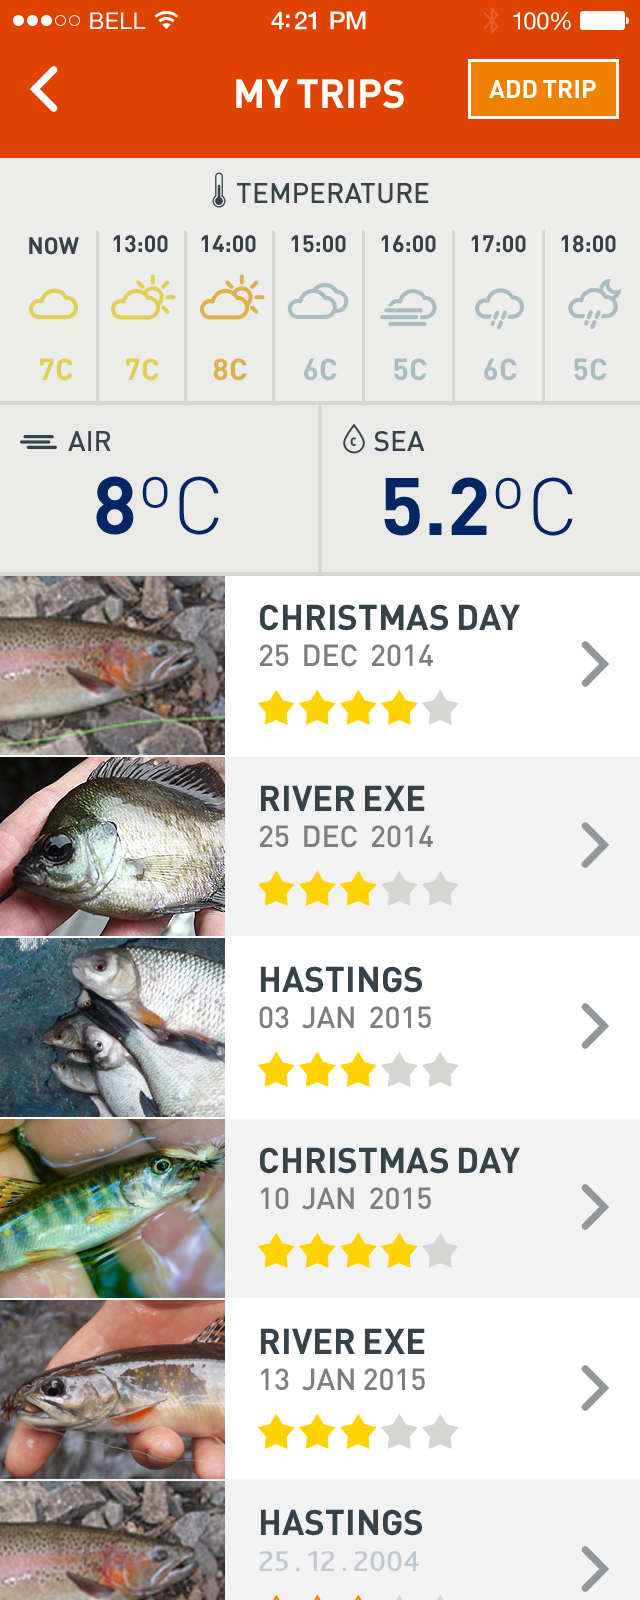 BELL 4:21 PM 100%
MY TRIPS
ADD TRIP
TEMPERATURE
NOW 13:00 14:00 15:00 16:00 17:00 18:00
7C 7C 8C 6C 5C 6C 5C
AIR
8°C
C SEA
5.2°C
CHRISTMAS DAY
25 DEC 2014
RIVER EXE
25 DEC 2014
HASTINGS
03 JAN 2015
CHRISTMAS DAY
10 JAN 2015
RIVER EXE
13 JAN 2015
HASTINGS
25.12.2004